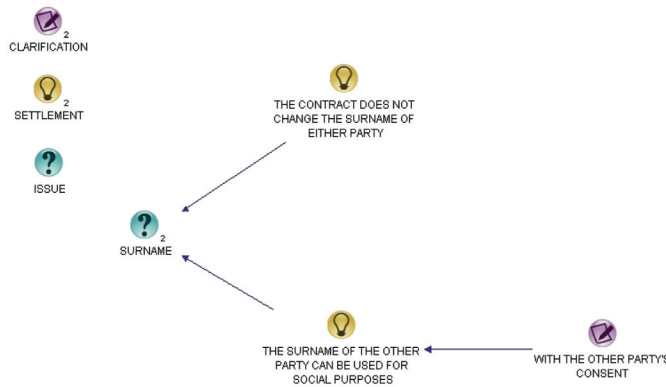 2
CLARIFICATION
2
SETTLEMENT
?
ISSUE
THE CONTRACT DOES NOT
CHANGE THE SURNAME OF
EITHER PARTY
?
2
SURNAME
THE SURNAME OF THE OTHER
PARTY CAN BE USED FOR
SOCIAL PURPOSES
WITH THE OTHER PARTY'S
CONSENT